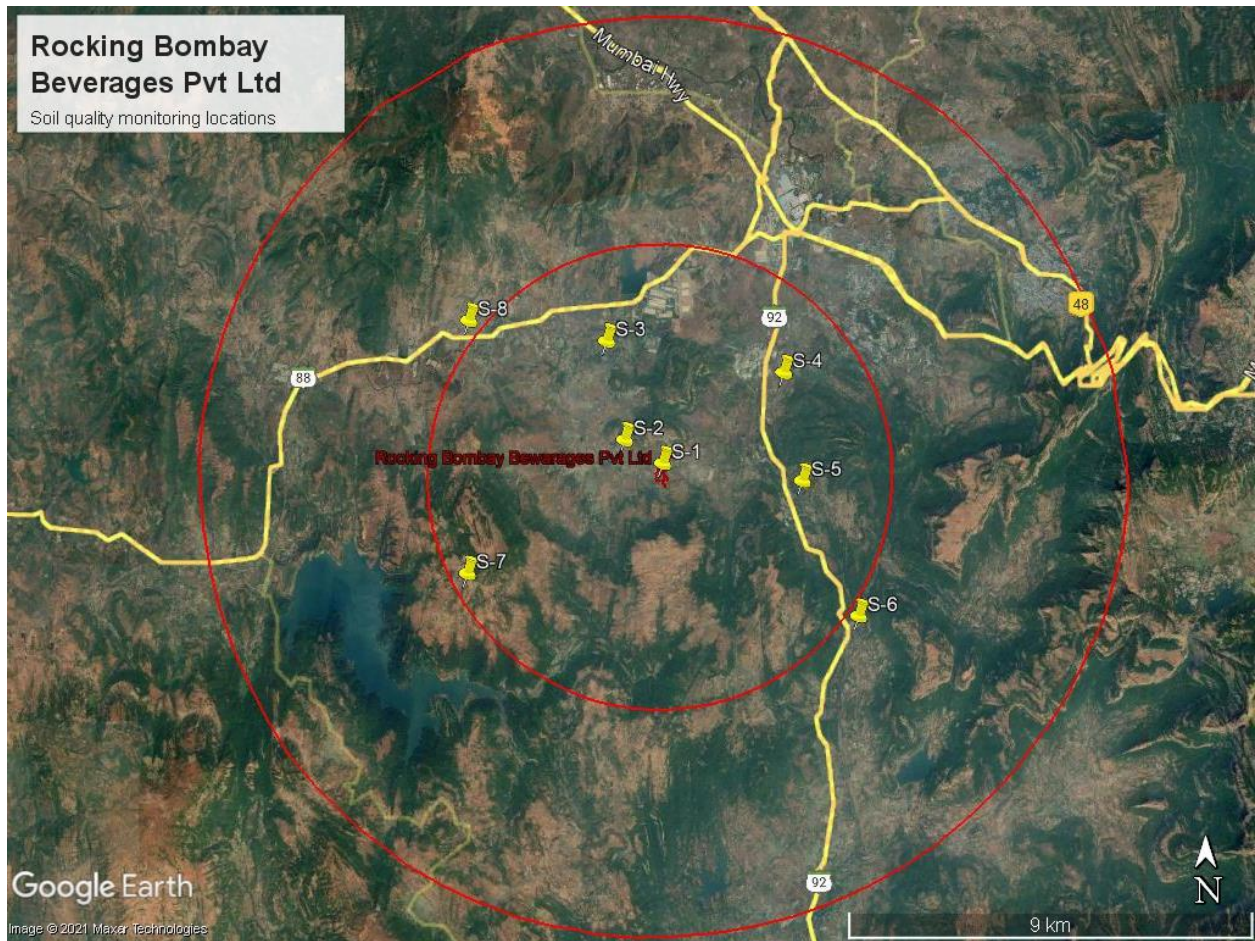 Rocking Bombay
Beverages Pvt Ltd
Soil quality monitoring locations
Mumbai Hwy
48
92
S-8
S-3
S-4
88
S-2
Rocking Bombay Bewarages Pvt Ltd
S-1
S-5
S-7
S-6
92
N
Google Earth
Image © 2021 Maxar Technologies
9 km